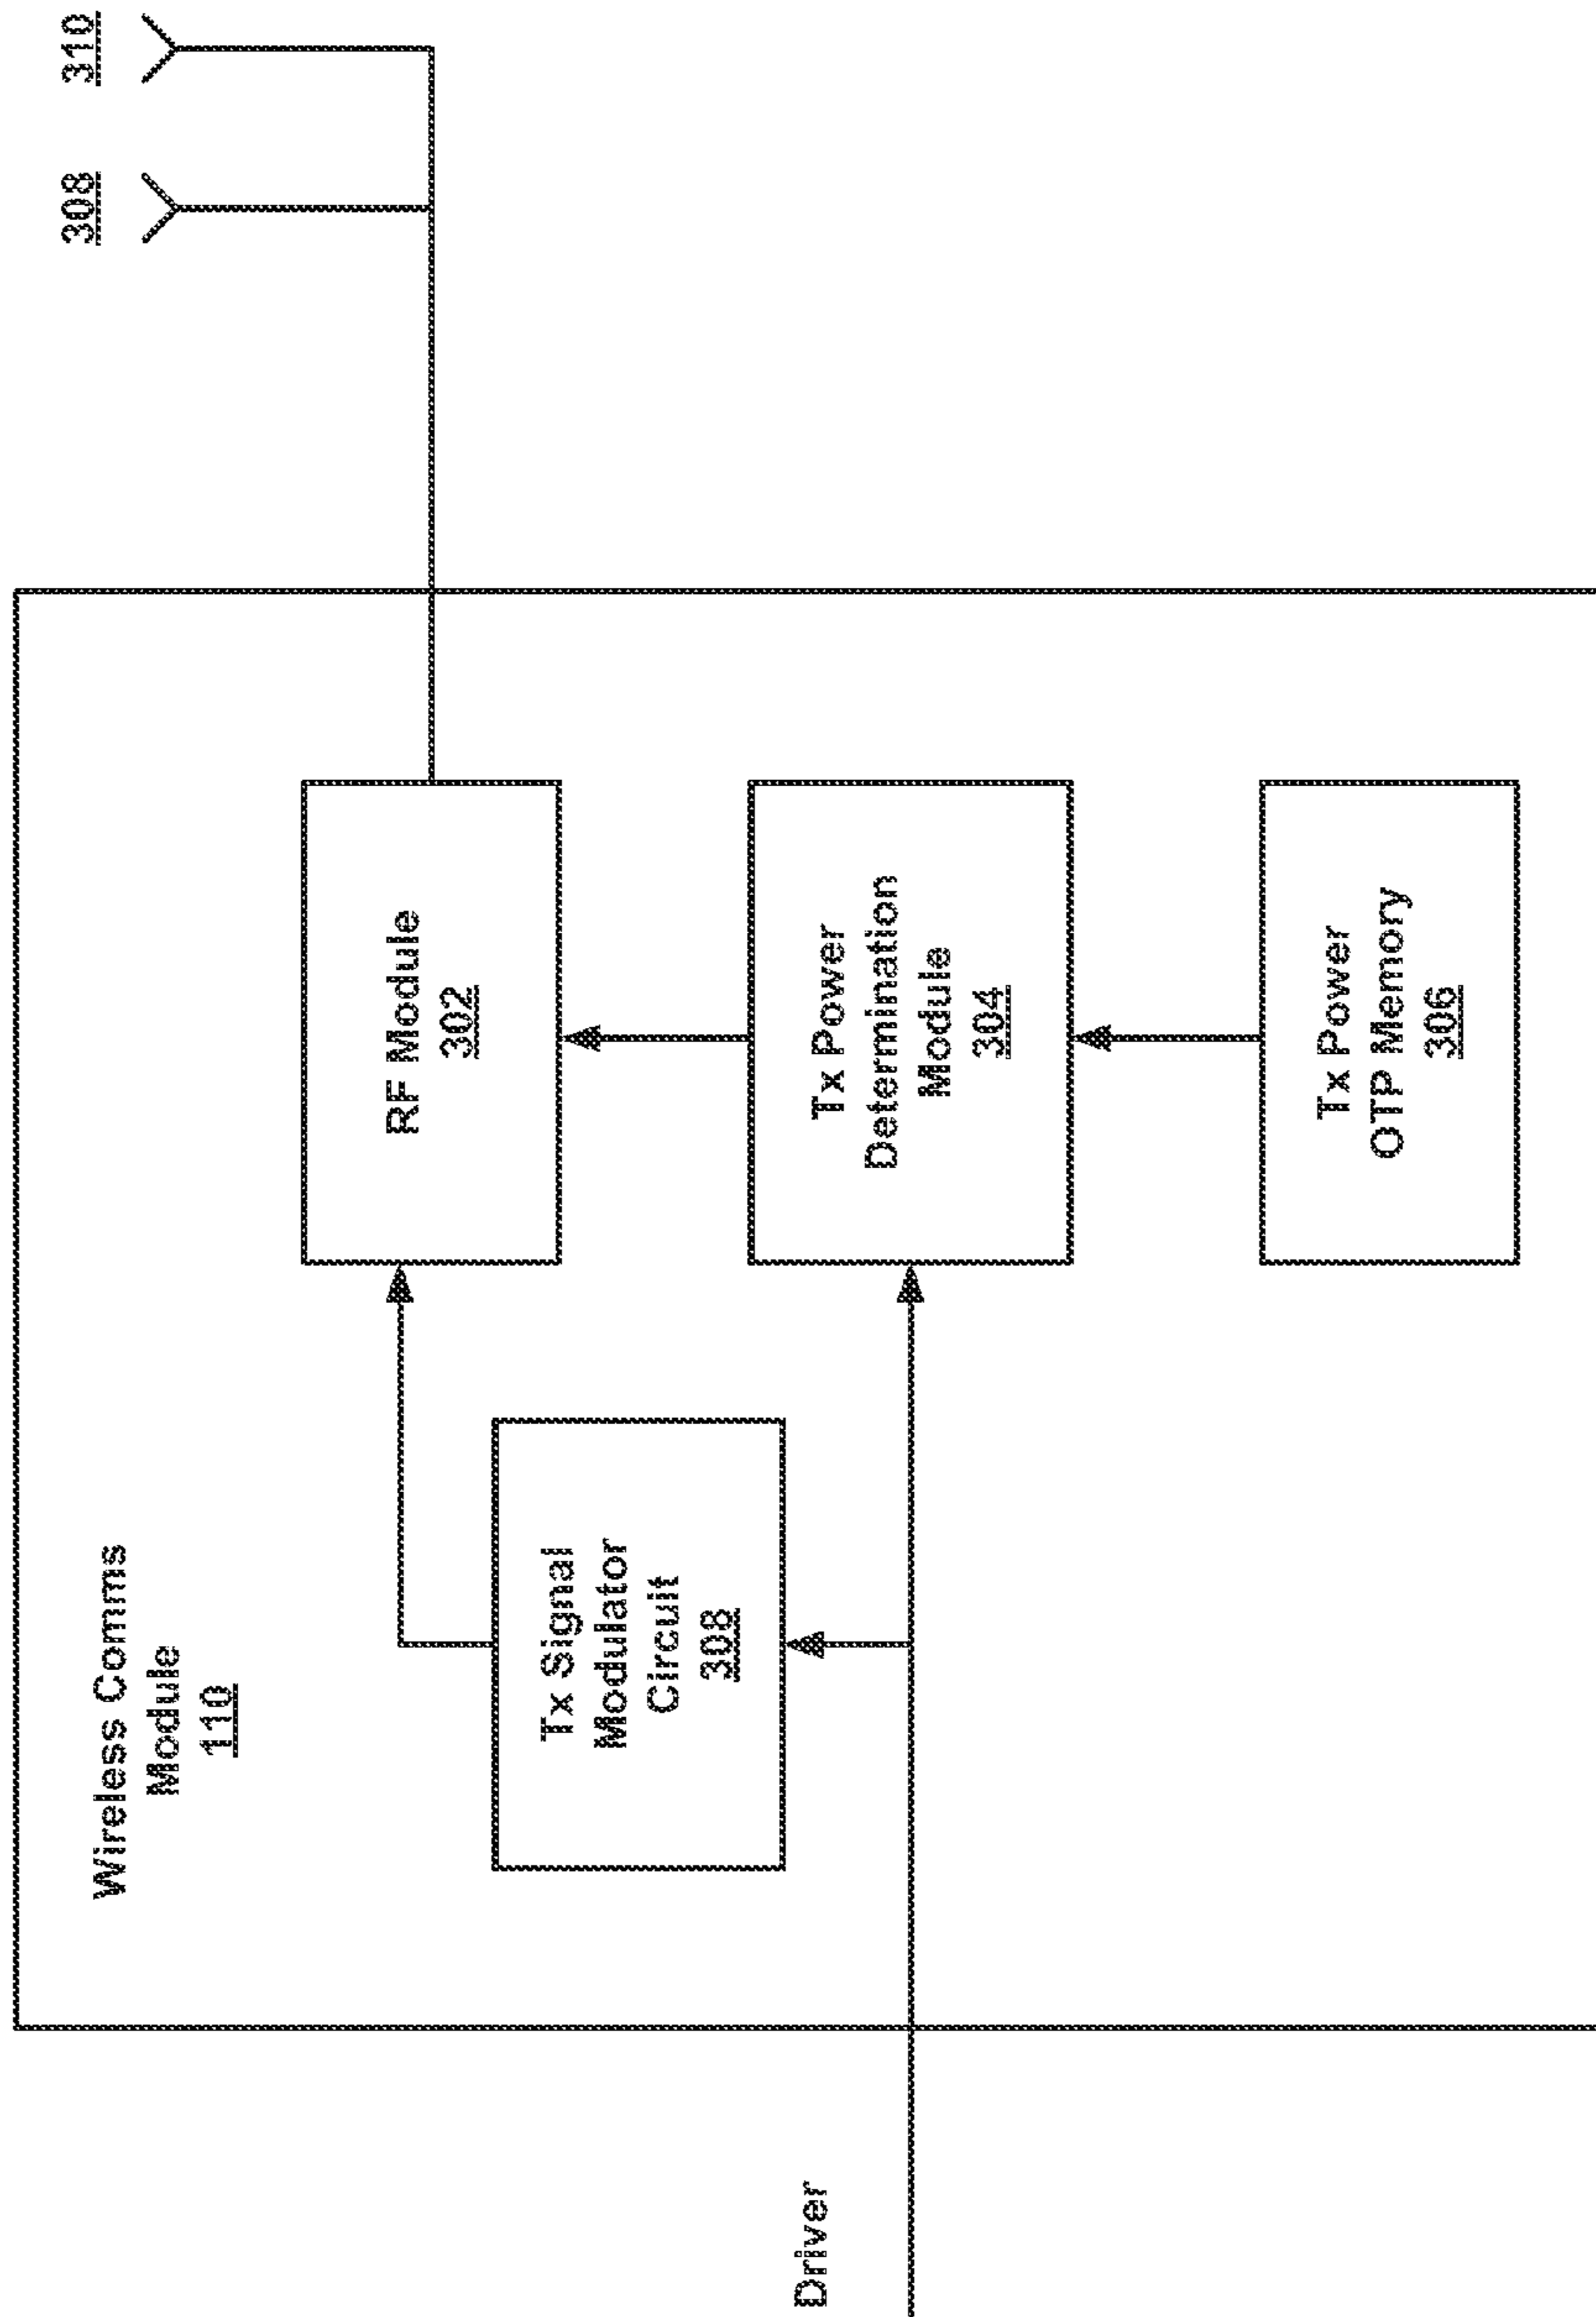 Wireless Comms
Module
110
308
310
RF Module
302
Tx Signal
Modulator
Circuit
308
Tx Power
Determination
Module
304
Driver
Tx Power
OTP Memory
306